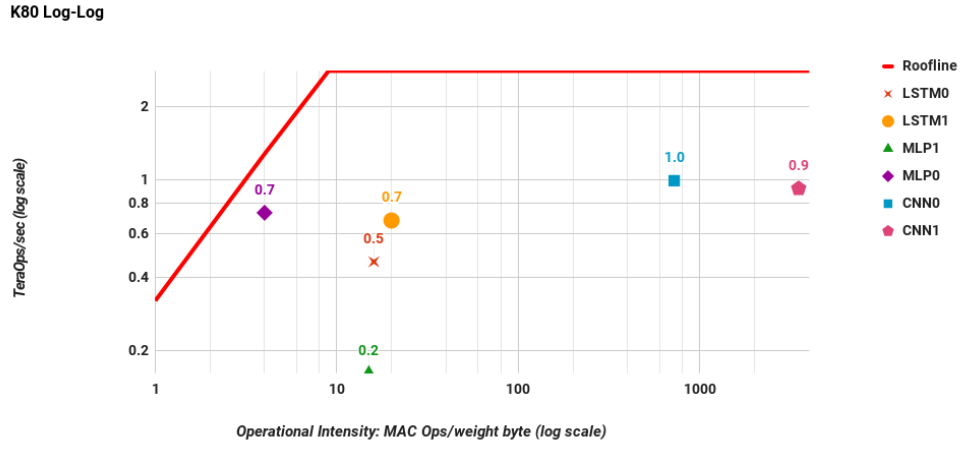 K80 Log-Log
TeraOps/sec (log scale)
2
1
0.8
0.6
0.4
0.2
0.7
0.7
0.5
0.2
1.0
0.9
1
10
100
1000
Operational Intensity: MAC Ops/weight byte (log scale)
Roofline
LSTM0
LSTM1
MLP1
MLP0
CNN0
CNN1